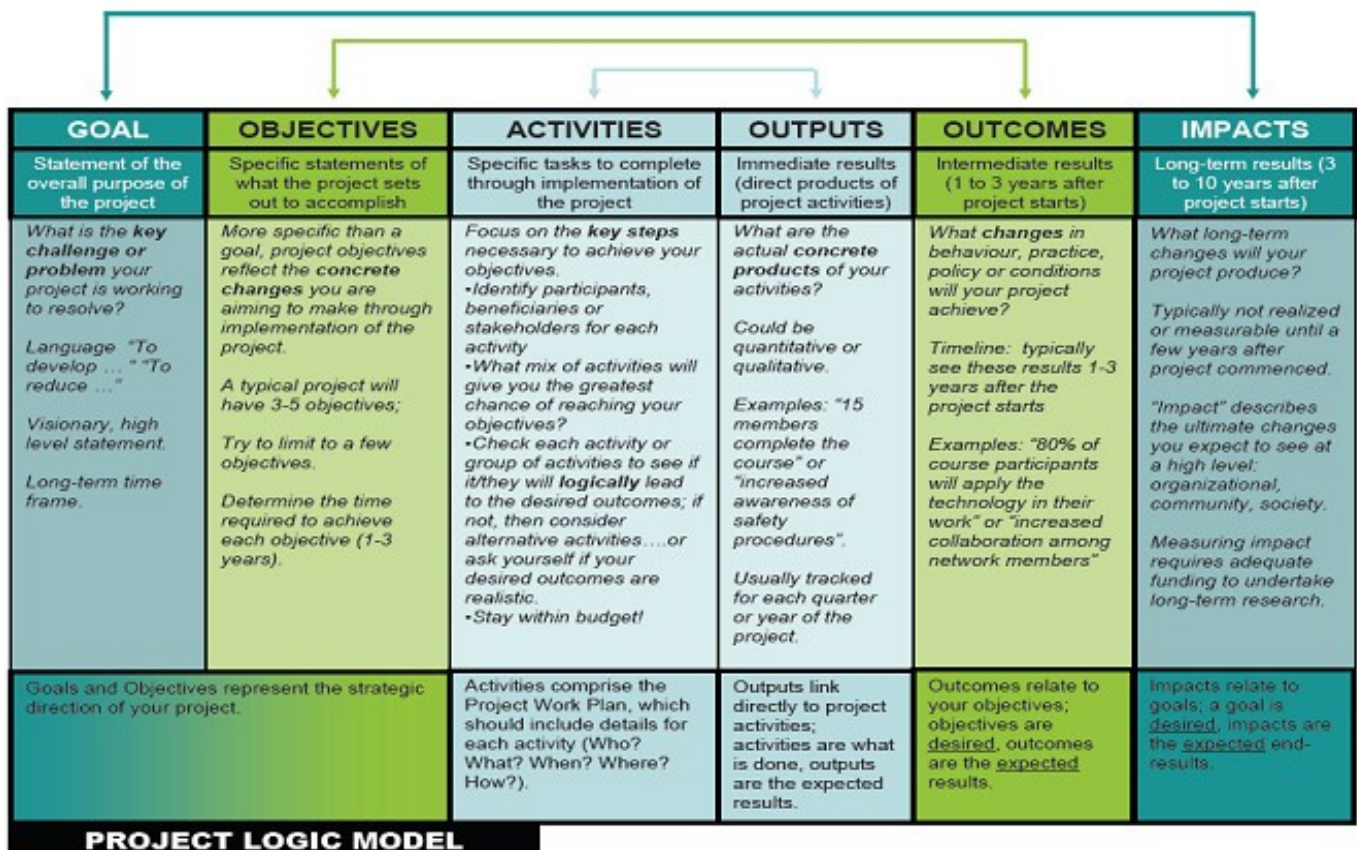 GOAL
Statement of the
overall purpose of
the project
What is the key
challenge or
problem your
project is working
to resolve?
Language “To
develop … ” “To
reduce …”
Visionary, high
level statement.
Long-term time
frame.
OBJECTIVES
Specific statements of
what the project sets
out to accomplish
More specific than a
goal, project objectives
reflect the concrete
changes you are
aiming to make through
implementation of the
project.
A typical project will
have 3-5 objectives;
Try to limit to a few
objectives.
Determine the time
required to achieve
each objective (1-3
years).
Goals and Objectives represent the strategic
direction of your project.
ACTIVITIES
Specific tasks to complete
through implementation of
the project
Focus on the key steps
necessary to achieve your
objectives.
•Identify participants,
beneficiaries or
stakeholders for each
activity
•What mix of activities will
give you the greatest
chance of reaching your
objectives?
•Check each activity or
group of activities to see if
it/they will logically lead
to the desired outcomes; if
not, then consider
alternative activities….or
ask yourself if your
desired outcomes are
realistic.
•Stay within budget!
Activities comprise the
Project Work Plan, which
should include details for
each activity (Who?
What? When? Where?
How?).
OUTPUTS
Immediate results
(direct products of
project activities)
What are the
actual concrete
products of your
activities?
Could be
quantitative or
qualitative.
Examples: “15
members
complete the
course” or
“increased
awareness of
safety
procedures”.
Usually tracked
for each quarter
or year of the
project.
Outputs link
directly to project
activities;
activities are what
is done, outputs
are the expected
results.
OUTCOMES
Intermediate results
(1 to 3 years after
project starts)
What changes in
behaviour, practice,
policy or conditions
will your project
achieve?
Timeline: typically
see these results 1-3
years after the
project starts
Examples: “80% of
course participants
will apply the
technology in their
work” or “increased
collaboration among
network members”
Outcomes relate to
your objectives;
objectives are
desired, outcomes
are the expected
results.
IMPACTS
Long-term results (3
to 10 years after
project starts)
What long-term
changes will your
project produce?
Typically not realized
or measurable until a
few years after
project commenced.
“Impact” describes
the ultimate changes
you expect to see at
a high level:
organizational,
community, society.
Measuring impact
requires adequate
funding to undertake
long-term research.
Impacts relate to
goals; a goal is
desired, impacts are
the expected end-
results.
PROJECT LOGIC MODEL